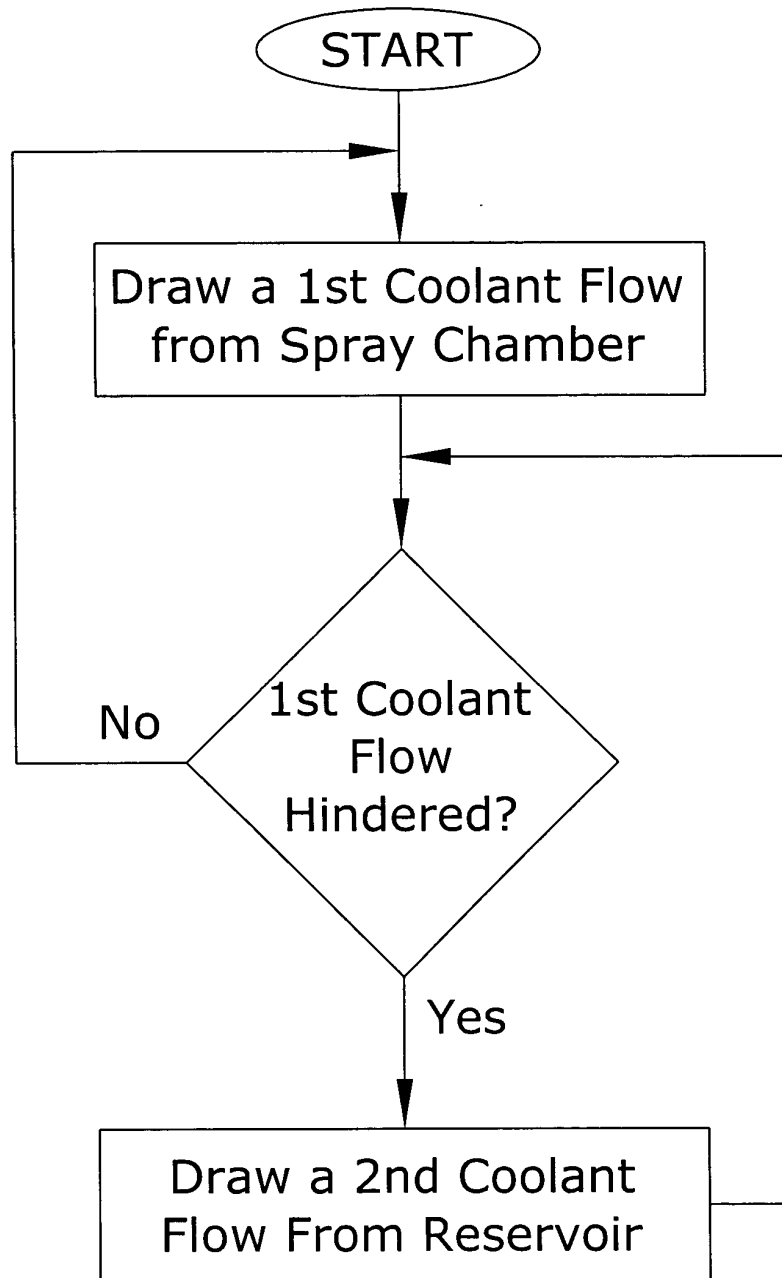 START
Draw a 1st Coolant Flow
from Spray Chamber
1st Coolant
Flow
Hindered?
No
Yes
Draw a 2nd Coolant
Flow From Reservoir